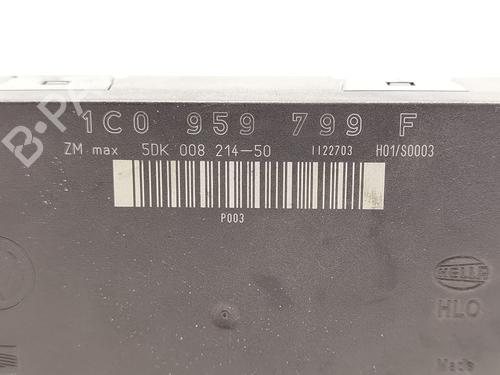 1C0 959 799 F
ZM max 5DK 008 214-50 1122703 H01/S0003
P003
HELLA
HLO
Made